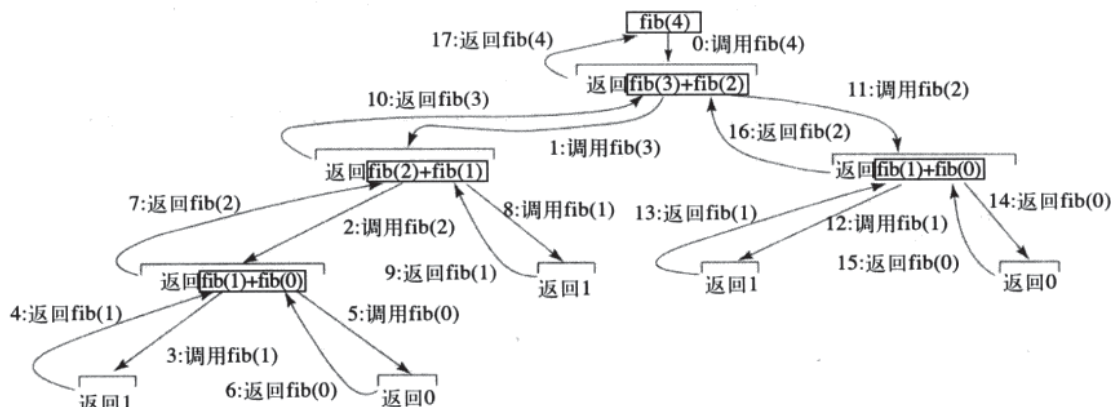 fib(4)
17:返回fib(4)
0:调用fib(4)
返回fib(3)+fib(2)
10:返回fib(3)
11:调用fib(2)
16:返回fib(2)
1:调用fib(3)
返回fib(2)+fib(1)
返回fib(1)+fib(0)
7:返回fib(2)
8:调用fib(1)
13:返回fib(1)
14:返回fib(0)
2:调用fib(2)
12:调用fib(1)
9:返回fib(1)
15:返回fib(0)
返回fib(1)+fib(0)
返回1
返回1
返回0
4:返回fib(1)
5:调用fib(0)
3:调用fib(1)
6:返回fib(0)
返回1
返回0